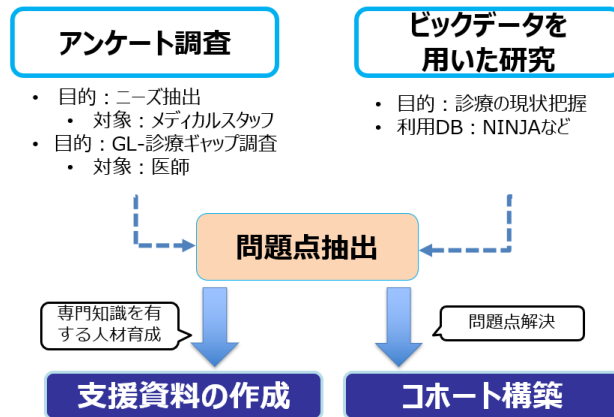 アンケート調査
ビックデータを
用いた研究
• 目的：ニーズ抽出
• 対象：メディカルスタッフ
• 目的：GL-診療ギャップ調査
• 対象：医師
• 目的：診療の現状把握
• 利用DB：NINJAなど
問題点抽出
専門知識を有
する人材育成
問題点解決
支援資料の作成
コホート構築